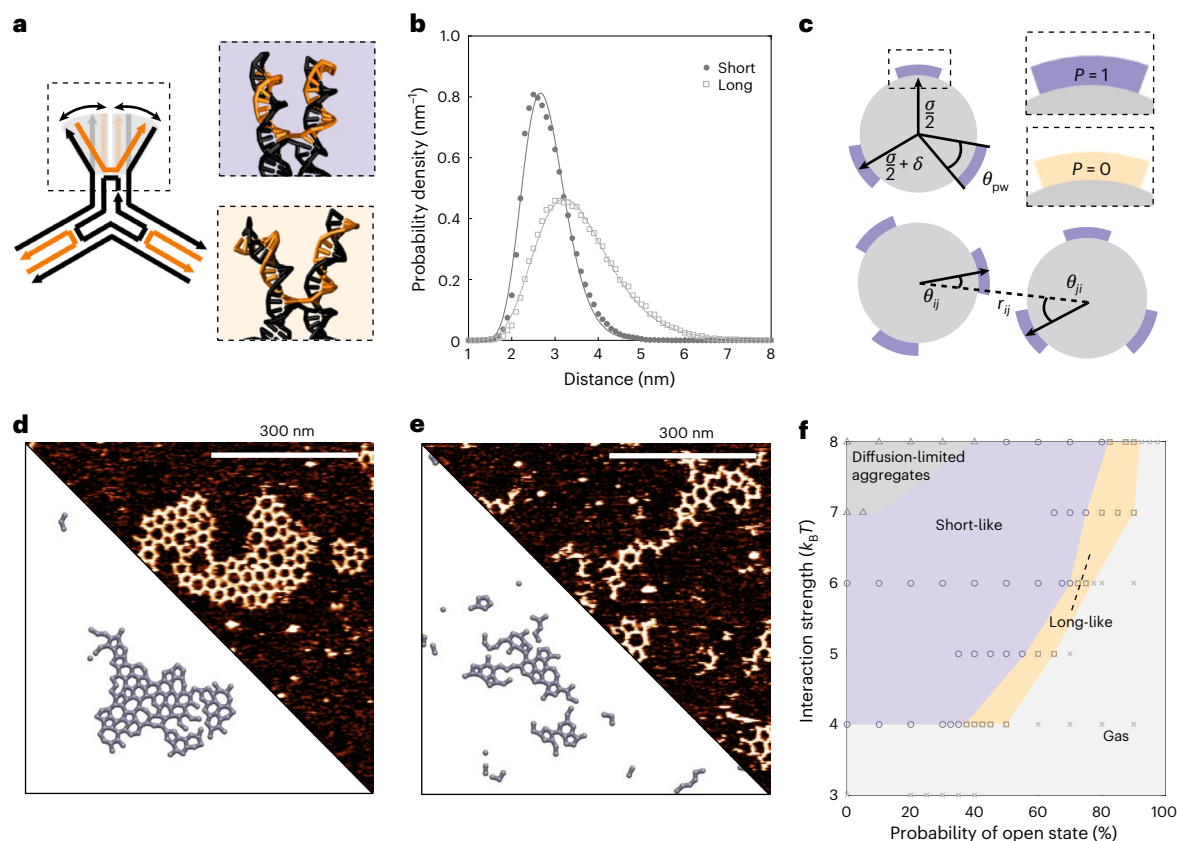 a
b
1.0
0.8
0.6
0.4
0.2
0
1
2
3
4
5
6
7
8
Probability density (nm⁻¹)
Distance (nm)
Short
Long
c
σ/2
σ/2 + δ
θpw
P = 1
P = 0
θij
rij
θji
d
300 nm
e
300 nm
f
8
7
6
5
4
3
0
20
40
60
80
100
Interaction strength (kBT)
Probability of open state (%)
Diffusion-limited
aggregates
Short-like
Long-like
Gas